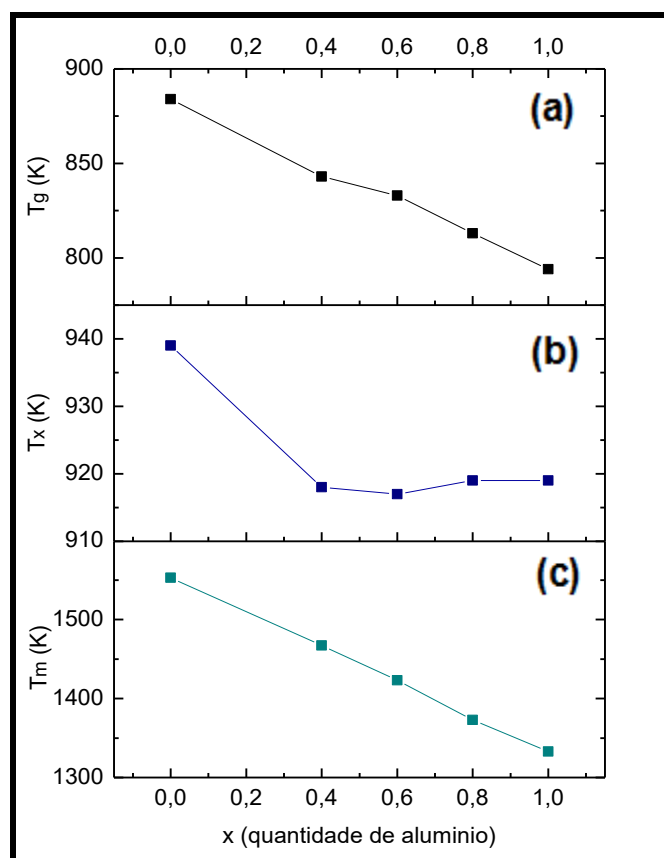 0,0 0,2 0,4 0,6 0,8 1,0
900
850
800
Tg (K)
(a)
940
930
920
910
Tx (K)
(b)
1500
1400
1300
Tm (K)
(c)
0,0 0,2 0,4 0,6 0,8 1,0
x (quantidade de aluminio)